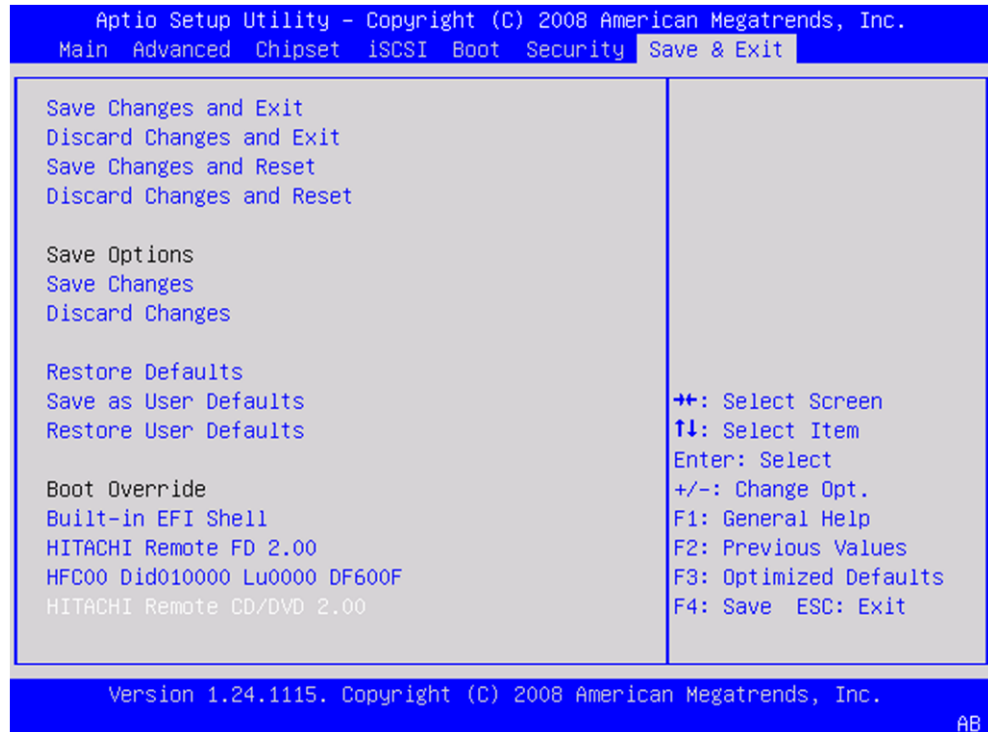 Aptio Setup Utility – Copyright (C) 2008 American Megatrends, Inc.
Main Advanced Chipset iSCSI Boot Security Save & Exit
Save Changes and Exit
Discard Changes and Exit
Save Changes and Reset
Discard Changes and Reset
Save Options
Save Changes
Discard Changes
Restore Defaults
Save as User Defaults
Restore User Defaults
Boot Override
Built-in EFI Shell
HITACHI Remote FD 2.00
HFC00 Did010000 Lu0000 DF600F
HITACHI Remote CD/DVD 2.00
→←: Select Screen
↑↓: Select Item
Enter: Select
+/-: Change Opt.
F1: General Help
F2: Previous Values
F3: Optimized Defaults
F4: Save ESC: Exit
Version 1.24.1115. Copyright (C) 2008 American Megatrends, Inc.
AB